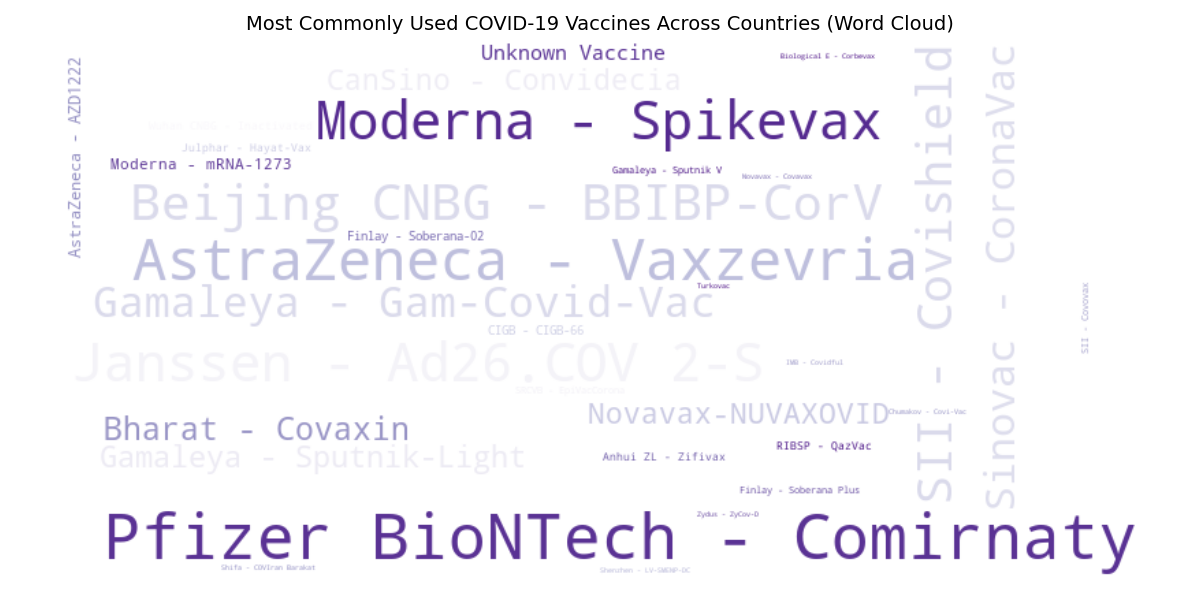 Most Commonly Used COVID-19 Vaccines Across Countries (Word Cloud)
Unknown Vaccine
Biological E - Corbevax
CanSino - Convidecia
AstraZeneca - AZD1222
Moderna - Spikevax
SII - Covishield
Sinovac - CoronaVac
Julphar - Hayat-Vax
Moderna - mRNA-1273
Gamaleya - Sputnik V
Novavax - Covavax
Beijing CNBG - BBIBP-CorV
Finlay - Soberana-02
AstraZeneca - Vaxzevria
Turkovac
Gamaleya - Gam-Covid-Vac
SII - Covovax
CIGB - CIGB-66
Janssen - Ad26.COV 2-S
Novavax-NUVAXOVID
Chumakov - Covi-Vac
Bharat - Covaxin
RIBSP - QazVac
Gamaleya - Sputnik-Light
Anhui ZL - Zifivax
Finlay - Soberana Plus
Zydus - ZyCov-D
Pfizer BioNTech - Comirnaty
Shifa - COVIran Barakat
Shenzhen - LV-SMENP-DC